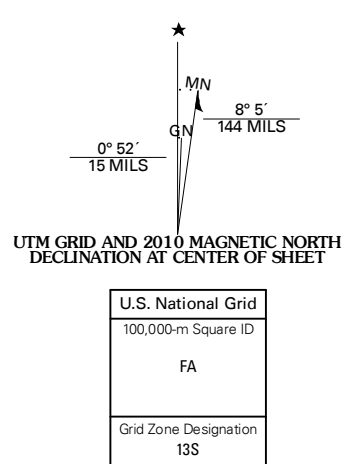 MN
8° 5´
144 MILS
GN
0° 52´
15 MILS
UTM GRID AND 2010 MAGNETIC NORTH
DECLINATION AT CENTER OF SHEET
U.S. National Grid
100,000-m Square ID
FA
Grid Zone Designation
13S